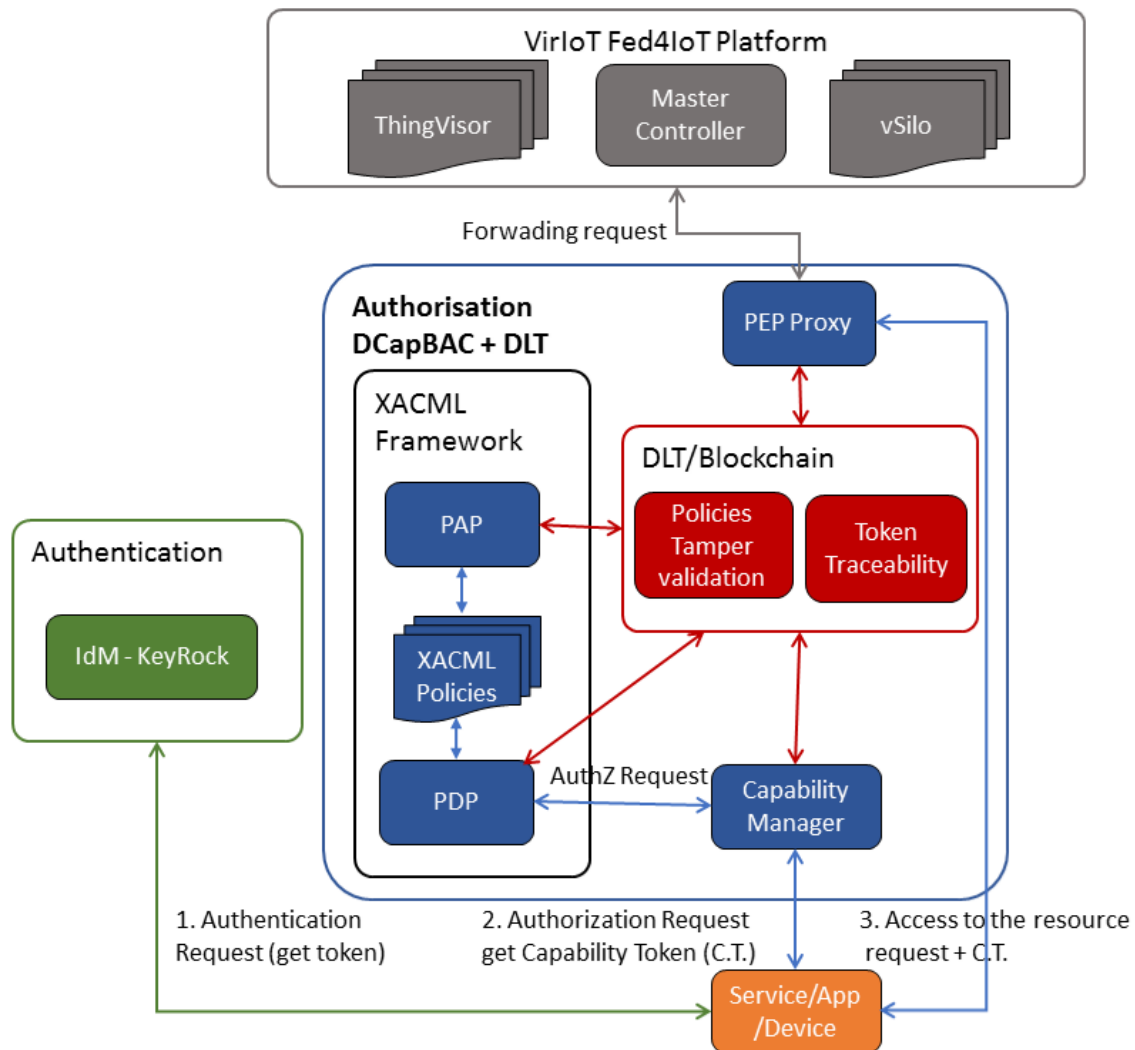 VirIoT Fed4IoT Platform
ThingVisor
Master
Controller
vSilo
Forwading request
Authorisation
DCapBAC + DLT
PEP Proxy
XACML
Framework
DLT/Blockchain
PAP
Policies
Tamper
validation
Token
Traceability
Authentication
IdM - KeyRock
XACML
Policies
PDP
AuthZ Request
Capability
Manager
1. Authentication
Request (get token)
2. Authorization Request
get Capability Token (C.T.)
3. Access to the resource
request + C.T.
Service/App
/Device